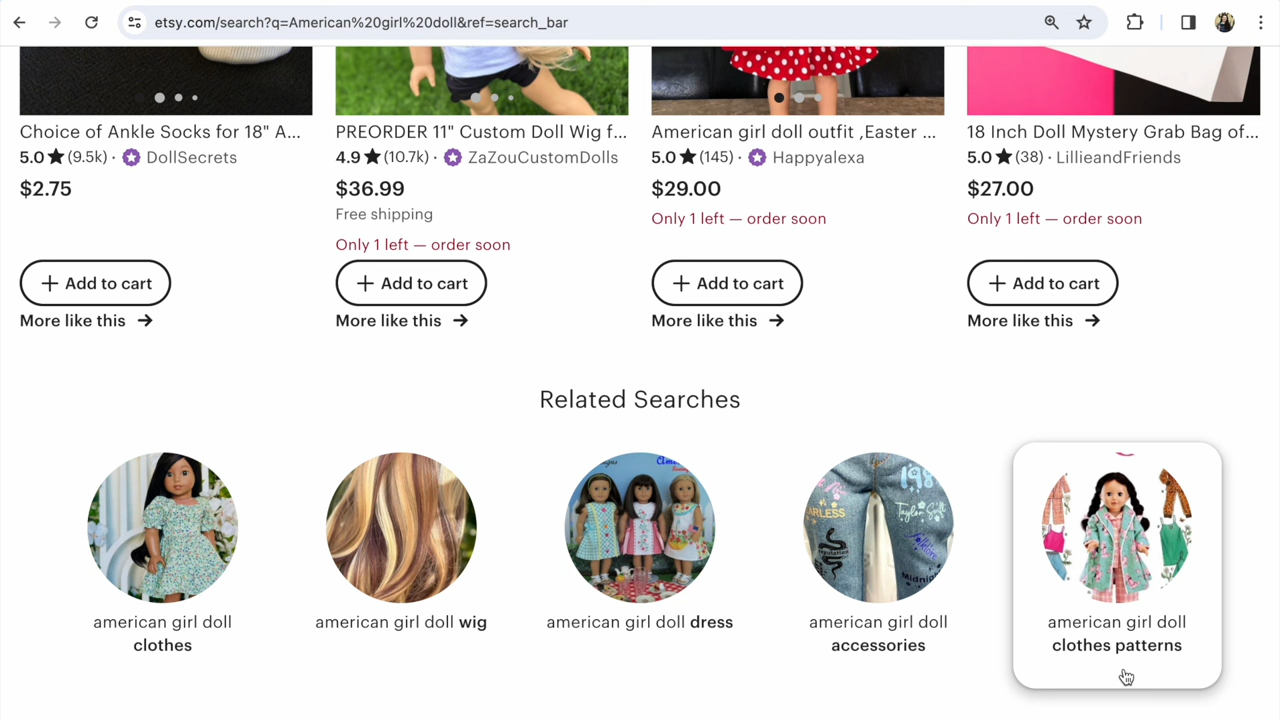 etsy.com/search?q=American%20girl%20doll&ref=search_bar
Choice of Ankle Socks for 18" A...
PREORDER 11" Custom Doll Wig f...
American girl doll outfit ,Easter ...
18 Inch Doll Mystery Grab Bag of...
5.0 ★ (9.5k) · DollSecrets
4.9 ★ (10.7k) · ZaZouCustomDolls
5.0 ★ (145) · Happyalexa
5.0 ★ (38) · LillieandFriends
$2.75
$36.99
$29.00
$27.00
Free shipping
Only 1 left — order soon
Only 1 left — order soon
Only 1 left — order soon
+ Add to cart
+ Add to cart
+ Add to cart
+ Add to cart
More like this →
More like this →
More like this →
More like this →
Related Searches
american girl doll
clothes
american girl doll wig
american girl doll dress
american girl doll
accessories
american girl doll
clothes patterns